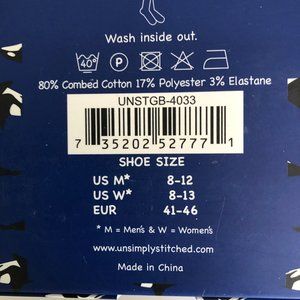 Wash inside out.
40° P
80% Combed Cotton 17% Polyester 3% Elastane
UNSTGB-4033
7 35202 52777 1
SHOE SIZE
US M* 8-12
US W* 8-13
EUR 41-46
* M = Men's & W = Women's
www.unsimplystitched.com
Made in China